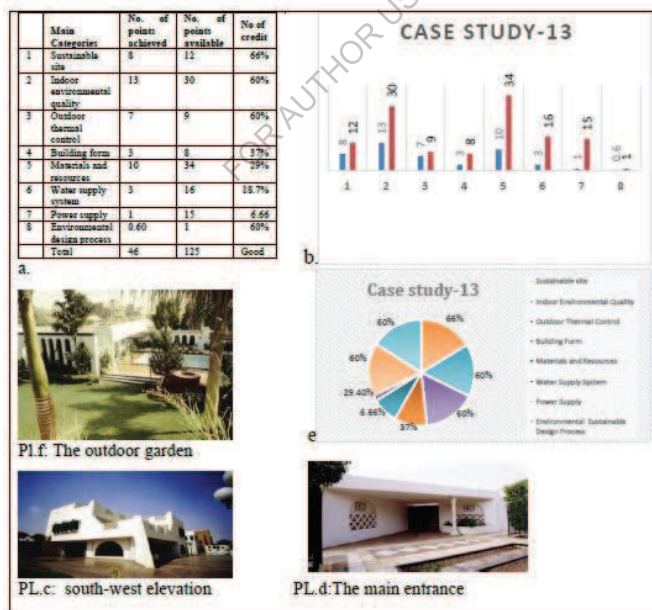 Main Categories No. of points achieved No. of points available No of credit
1 Sustainable site 8 12 66%
2 Indoor environmental quality 13 30 60%
3 Outdoor thermal control 7 9 60%
4 Building form 3 8 37%
5 Materials and resources 10 34 29%
6 Water supply system 3 16 18.7%
7 Power supply 1 15 6.66
8 Environmental design process 0.60 1 60%
Total 46 125 Good
a.
FOR AUTHOR US
CASE STUDY-13
8 12 13 30 7 9 3 8 10 34 3 16 1 15 0.6 1
1 2 3 4 5 6 7 8
b.
Case study-13
66%
60%
60%
37%
6.66%
29.40%
60%
60%
Sustainable site
Indoor Environmental Quality
Outdoor Thermal Control
Building Form
Materials and Resources
Water Supply System
Power Supply
Environmental Sustainable
Design Process
e
Pl.f: The outdoor garden
PL.c: south-west elevation
PL.d:The main entrance